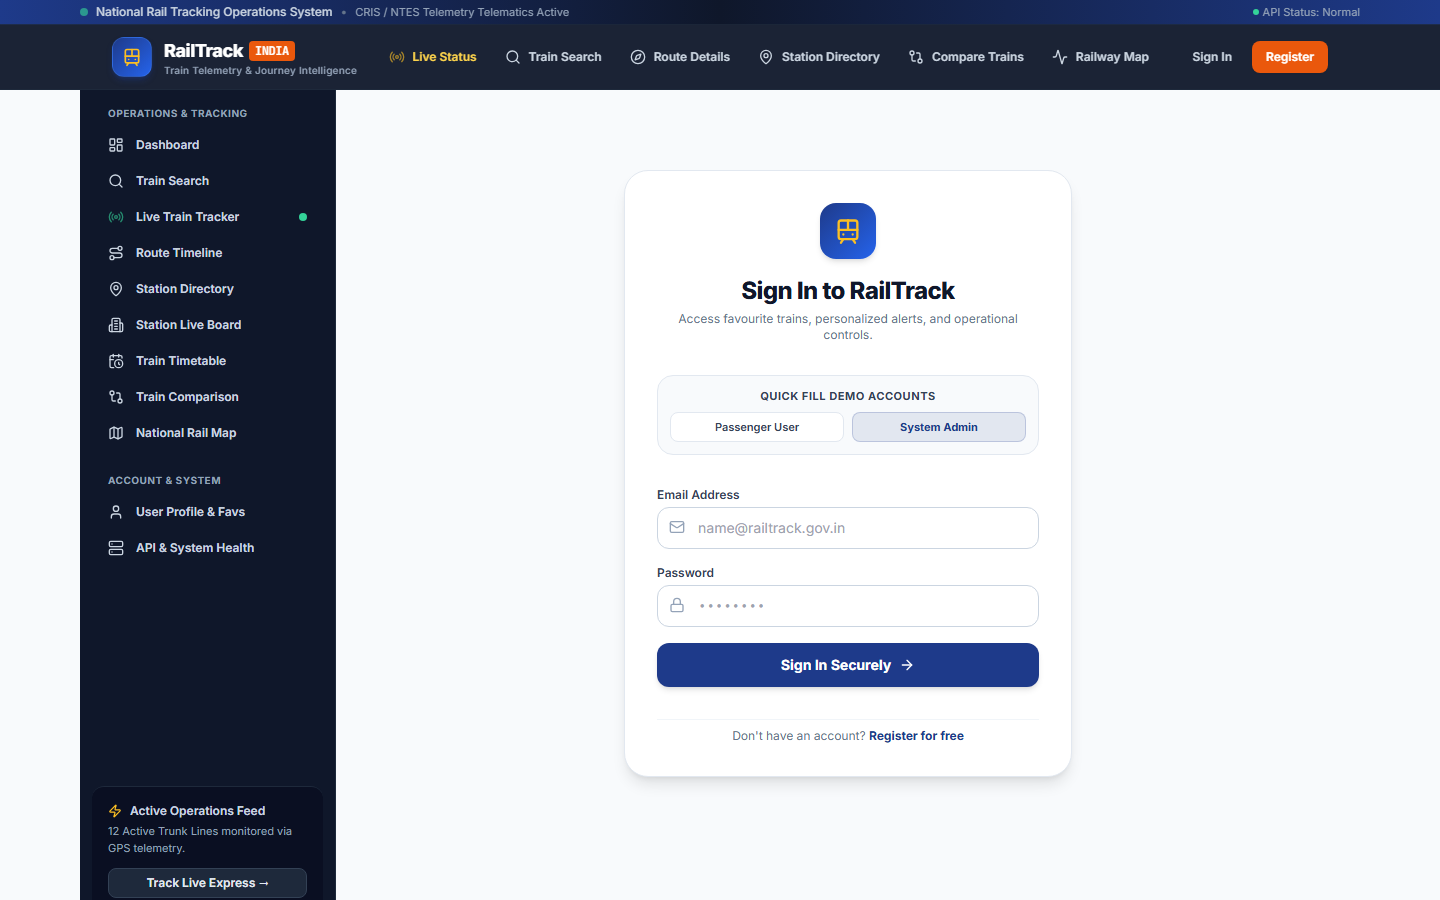 National Rail Tracking Operations System • CRIS / NTES Telemetry Telematics Active
API Status: Normal
RailTrack INDIA
Train Telemetry & Journey Intelligence
Live Status
Train Search
Route Details
Station Directory
Compare Trains
Railway Map
Sign In
Register
OPERATIONS & TRACKING
Dashboard
Train Search
Live Train Tracker
Route Timeline
Station Directory
Station Live Board
Train Timetable
Train Comparison
National Rail Map
ACCOUNT & SYSTEM
User Profile & Favs
API & System Health
Active Operations Feed
12 Active Trunk Lines monitored via
GPS telemetry.
Track Live Express →
Sign In to RailTrack
Access favourite trains, personalized alerts, and operational
controls.
QUICK FILL DEMO ACCOUNTS
Passenger User
System Admin
Email Address
name@railtrack.gov.in
Password
••••••••
Sign In Securely →
Don't have an account? Register for free